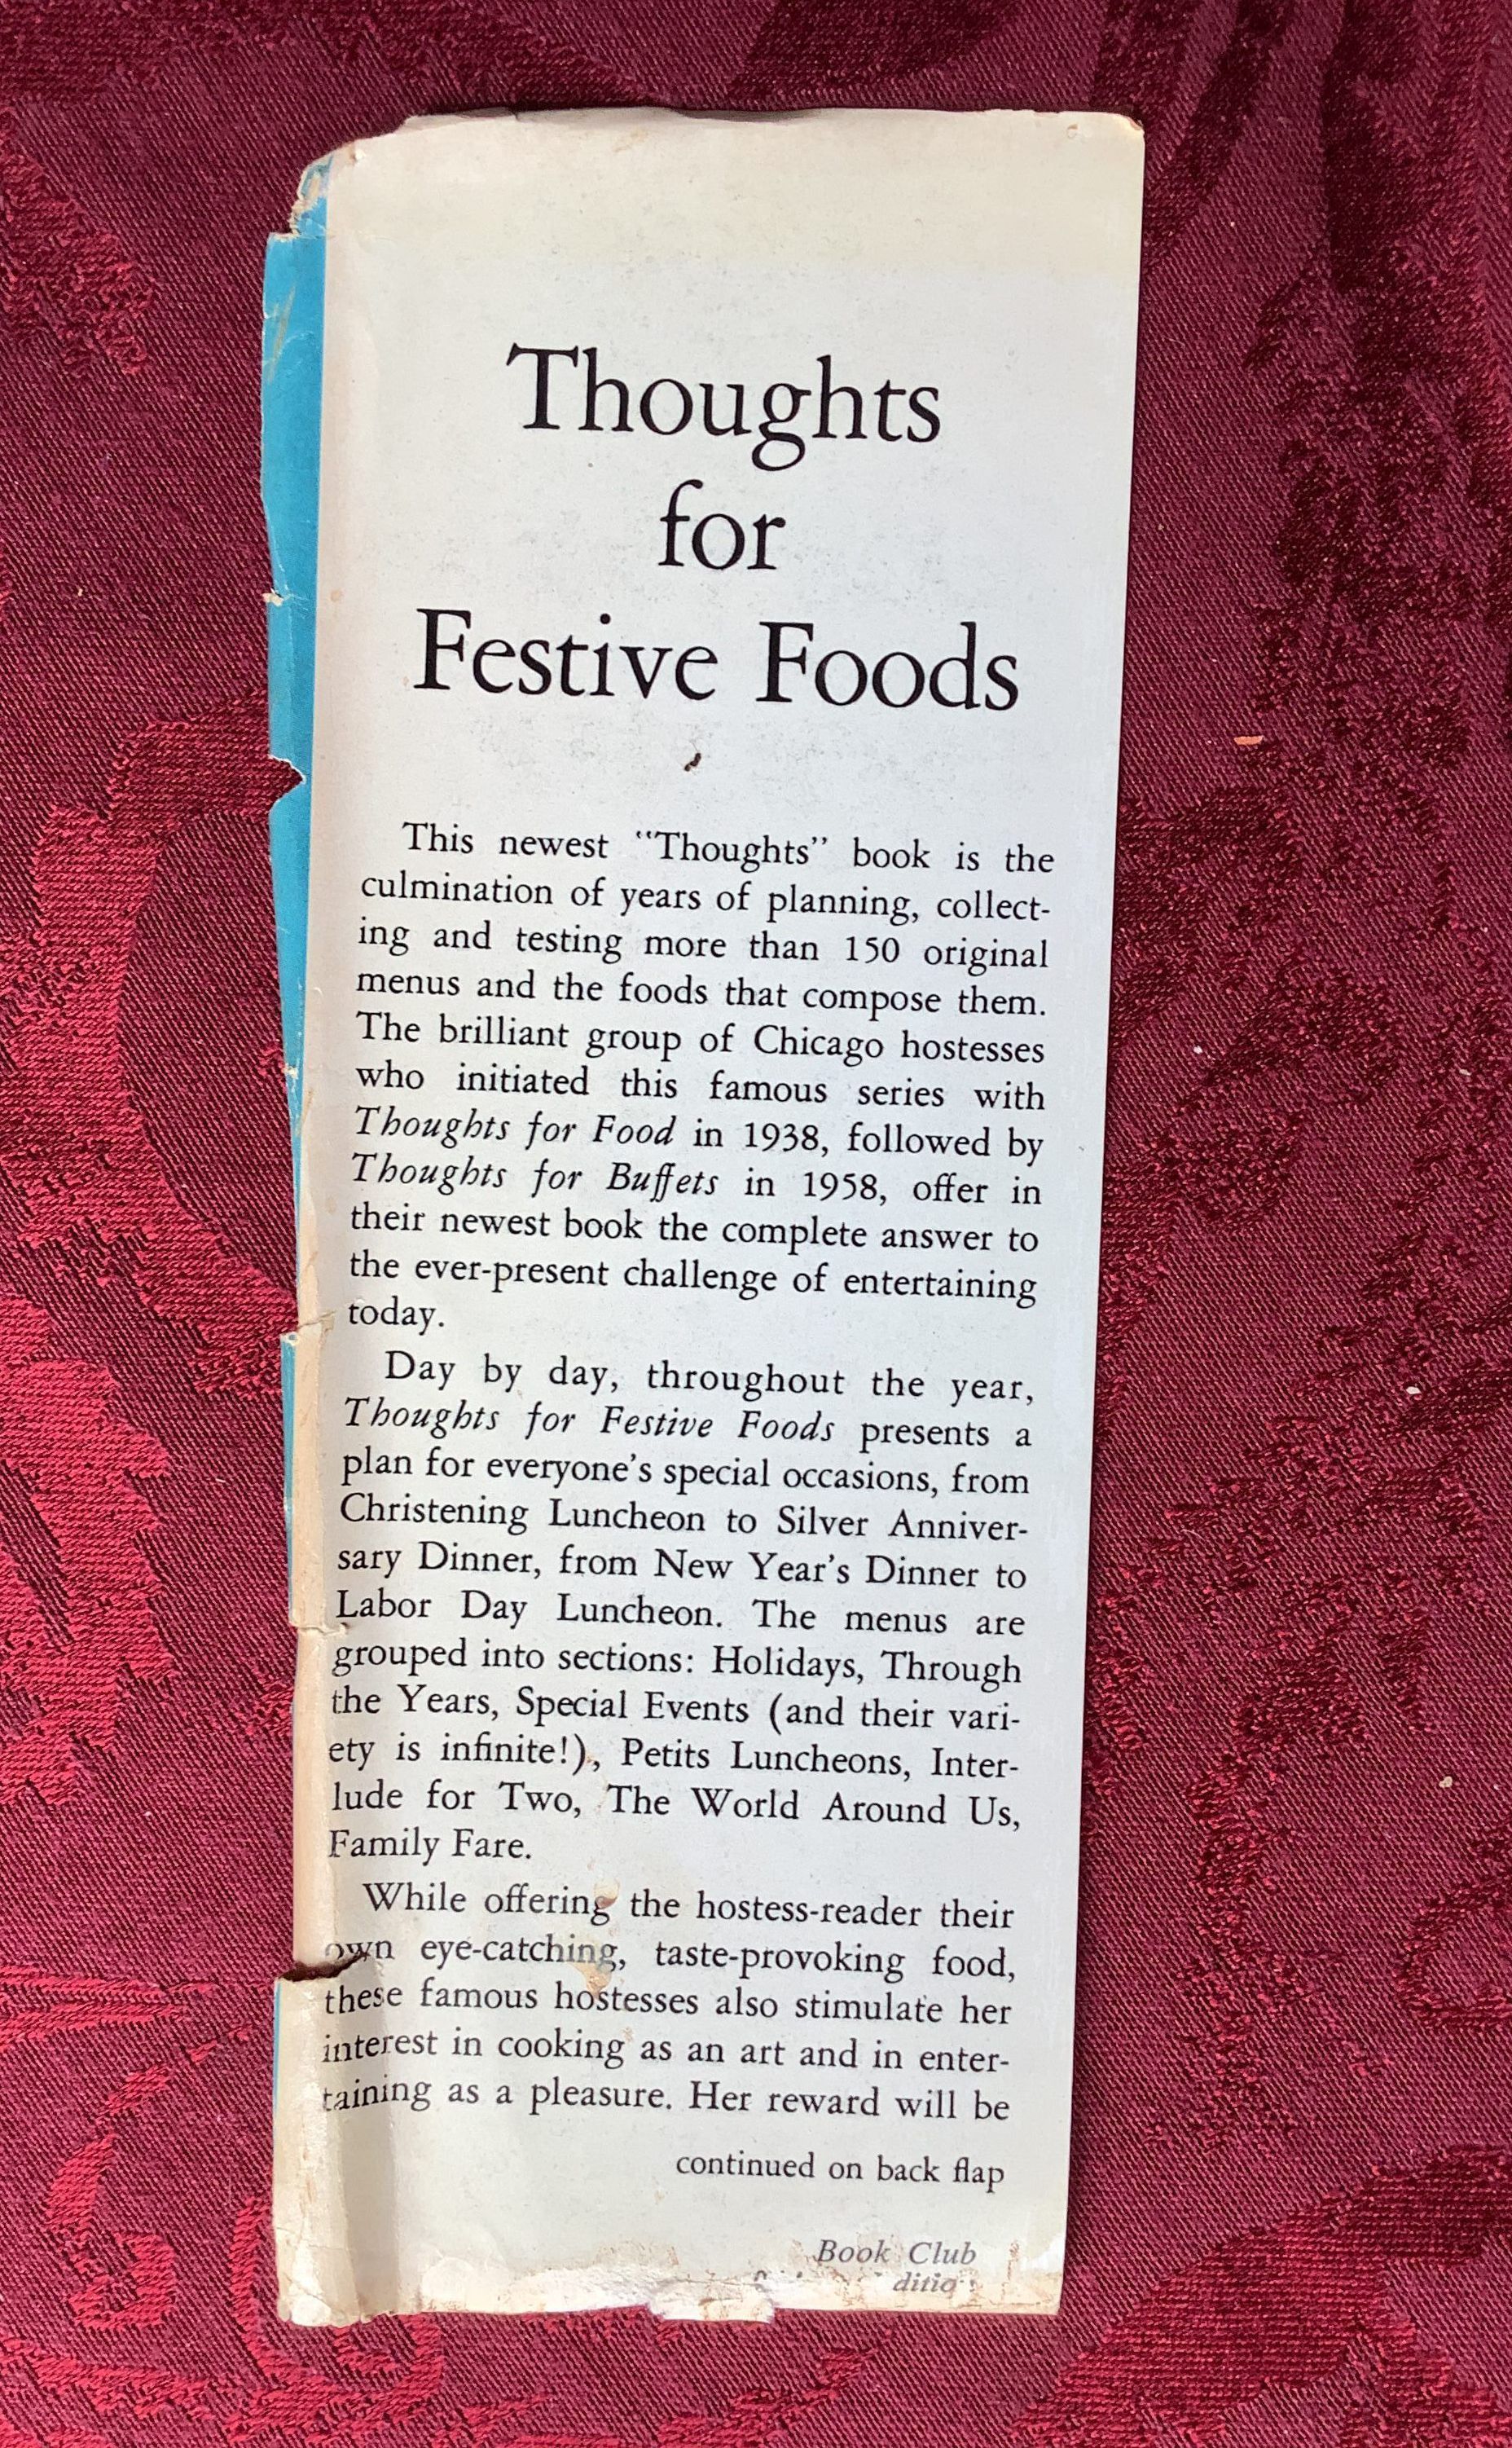 Thoughts
for
Festive Foods
This newest "Thoughts" book is the
culmination of years of planning, collect-
ing and testing more than 150 original
menus and the foods that compose them.
The brilliant group of Chicago hostesses
who initiated this famous series with
Thoughts for Food in 1938, followed by
Thoughts for Buffets in 1958, offer in
their newest book the complete answer to
the ever-present challenge of entertaining
today.
Day by day, throughout the year,
Thoughts for Festive Foods presents a
plan for everyone's special occasions, from
Christening Luncheon to Silver Anniver-
sary Dinner, from New Year's Dinner to
Labor Day Luncheon. The menus are
grouped into sections: Holidays, Through
the Years, Special Events (and their vari-
ety is infinite!), Petits Luncheons, Inter-
lude for Two, The World Around Us,
Family Fare.
While offering the hostess-reader their
own eye-catching, taste-provoking food,
these famous hostesses also stimulate her
interest in cooking as an art and in enter-
taining as a pleasure. Her reward will be
continued on back flap
Book Club